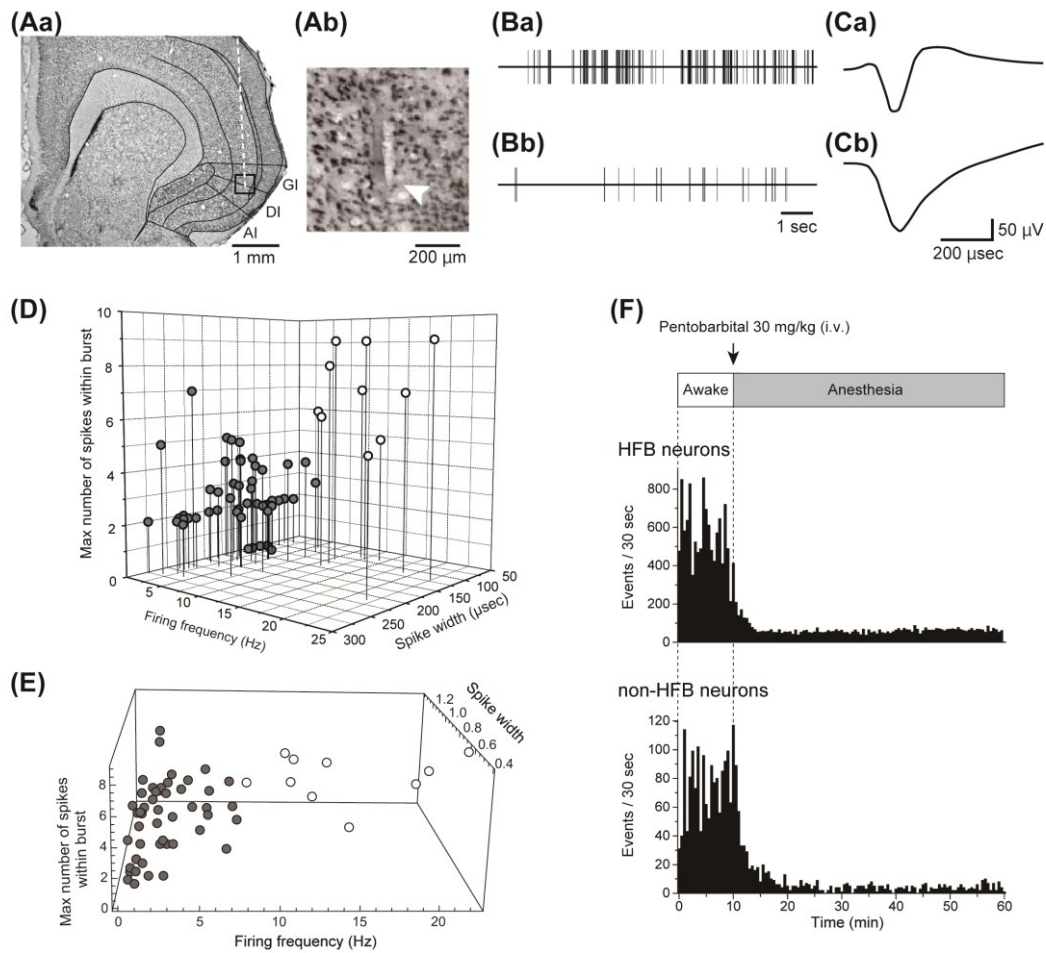 (Aa)
GI
DI
AI
1 mm
(Ab)
200 µm
(Ba)
(Bb)
1 sec
(Ca)
(Cb)
50 µV
200 µsec
(D)
Max number of spikes within burst
10
8
6
4
2
0
5
10
15
20
25
Firing frequency (Hz)
300
250
200
150
100
50
Spike width (µsec)
(E)
Max number of spikes
within burst
8
6
4
2
0
0
5
10
15
20
Firing frequency (Hz)
Spike width
1.2
1.0
0.8
0.6
0.4
(F)
Pentobarbital 30 mg/kg (i.v.)
Awake
Anesthesia
HFB neurons
Events / 30 sec
800
600
400
200
0
non-HFB neurons
Events / 30 sec
120
100
80
60
40
20
0
0
10
20
30
40
50
60
Time (min)